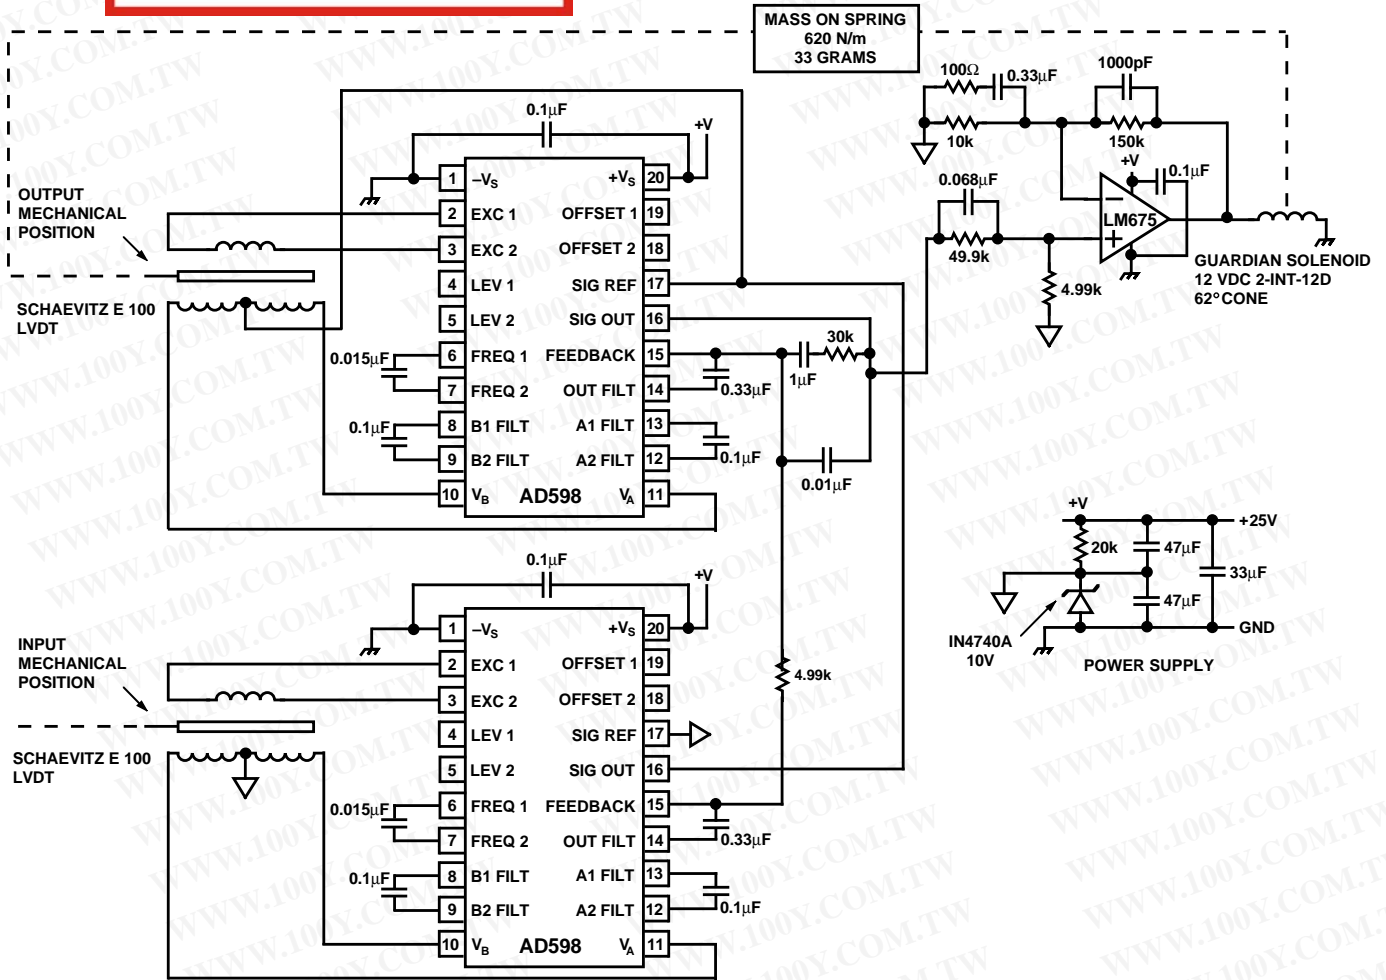 MASS ON SPRING
620 N/m
33 GRAMS
100Ω
0.33µF
10k
1000pF
150k
+V
0.1µF
LM675
0.068µF
49.9k
4.99k
GUARDIAN SOLENOID
12 VDC 2-INT-12D
62° CONE
0.1µF
+V
OUTPUT
MECHANICAL
POSITION
SCHAEVITZ E 100
LVDT
1 –VS
2 EXC 1
3 EXC 2
4 LEV 1
5 LEV 2
6 FREQ 1
7 FREQ 2
8 B1 FILT
9 B2 FILT
10 VB
AD598
+VS 20
OFFSET 1 19
OFFSET 2 18
SIG REF 17
SIG OUT 16
FEEDBACK 15
OUT FILT 14
A1 FILT 13
A2 FILT 12
VA 11
0.015µF
0.1µF
0.33µF
0.1µF
1µF
30k
0.01µF
4.99k
+V
+25V
20k
47µF
33µF
47µF
GND
IN4740A
10V
POWER SUPPLY
0.1µF
+V
INPUT
MECHANICAL
POSITION
SCHAEVITZ E 100
LVDT
1 –VS
2 EXC 1
3 EXC 2
4 LEV 1
5 LEV 2
6 FREQ 1
7 FREQ 2
8 B1 FILT
9 B2 FILT
10 VB
AD598
+VS 20
OFFSET 1 19
OFFSET 2 18
SIG REF 17
SIG OUT 16
FEEDBACK 15
OUT FILT 14
A1 FILT 13
A2 FILT 12
VA 11
0.015µF
0.1µF
0.33µF
0.1µF
WWW.100Y.COM.TW